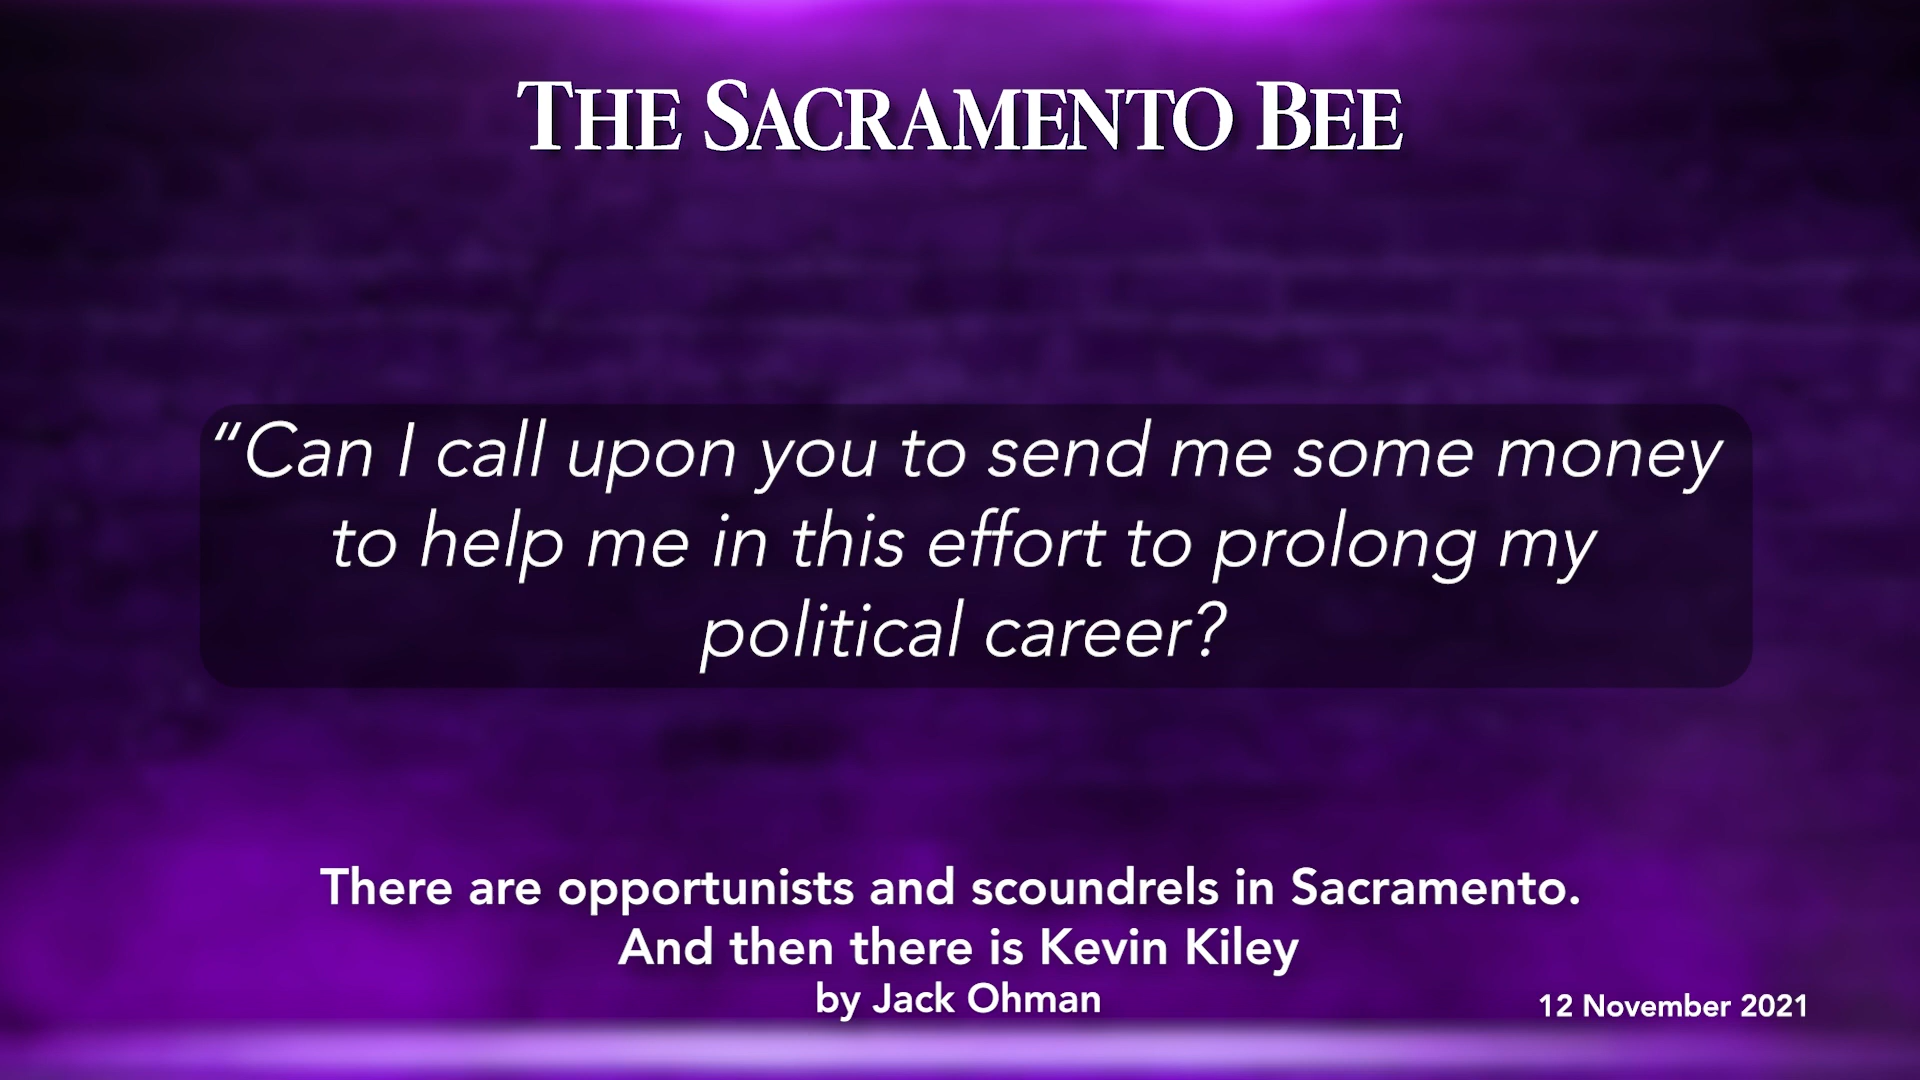 THE SACRAMENTO BEE
“Can I call upon you to send me some money
to help me in this effort to prolong my
political career?
There are opportunists and scoundrels in Sacramento.
And then there is Kevin Kiley
by Jack Ohman
12 November 2021